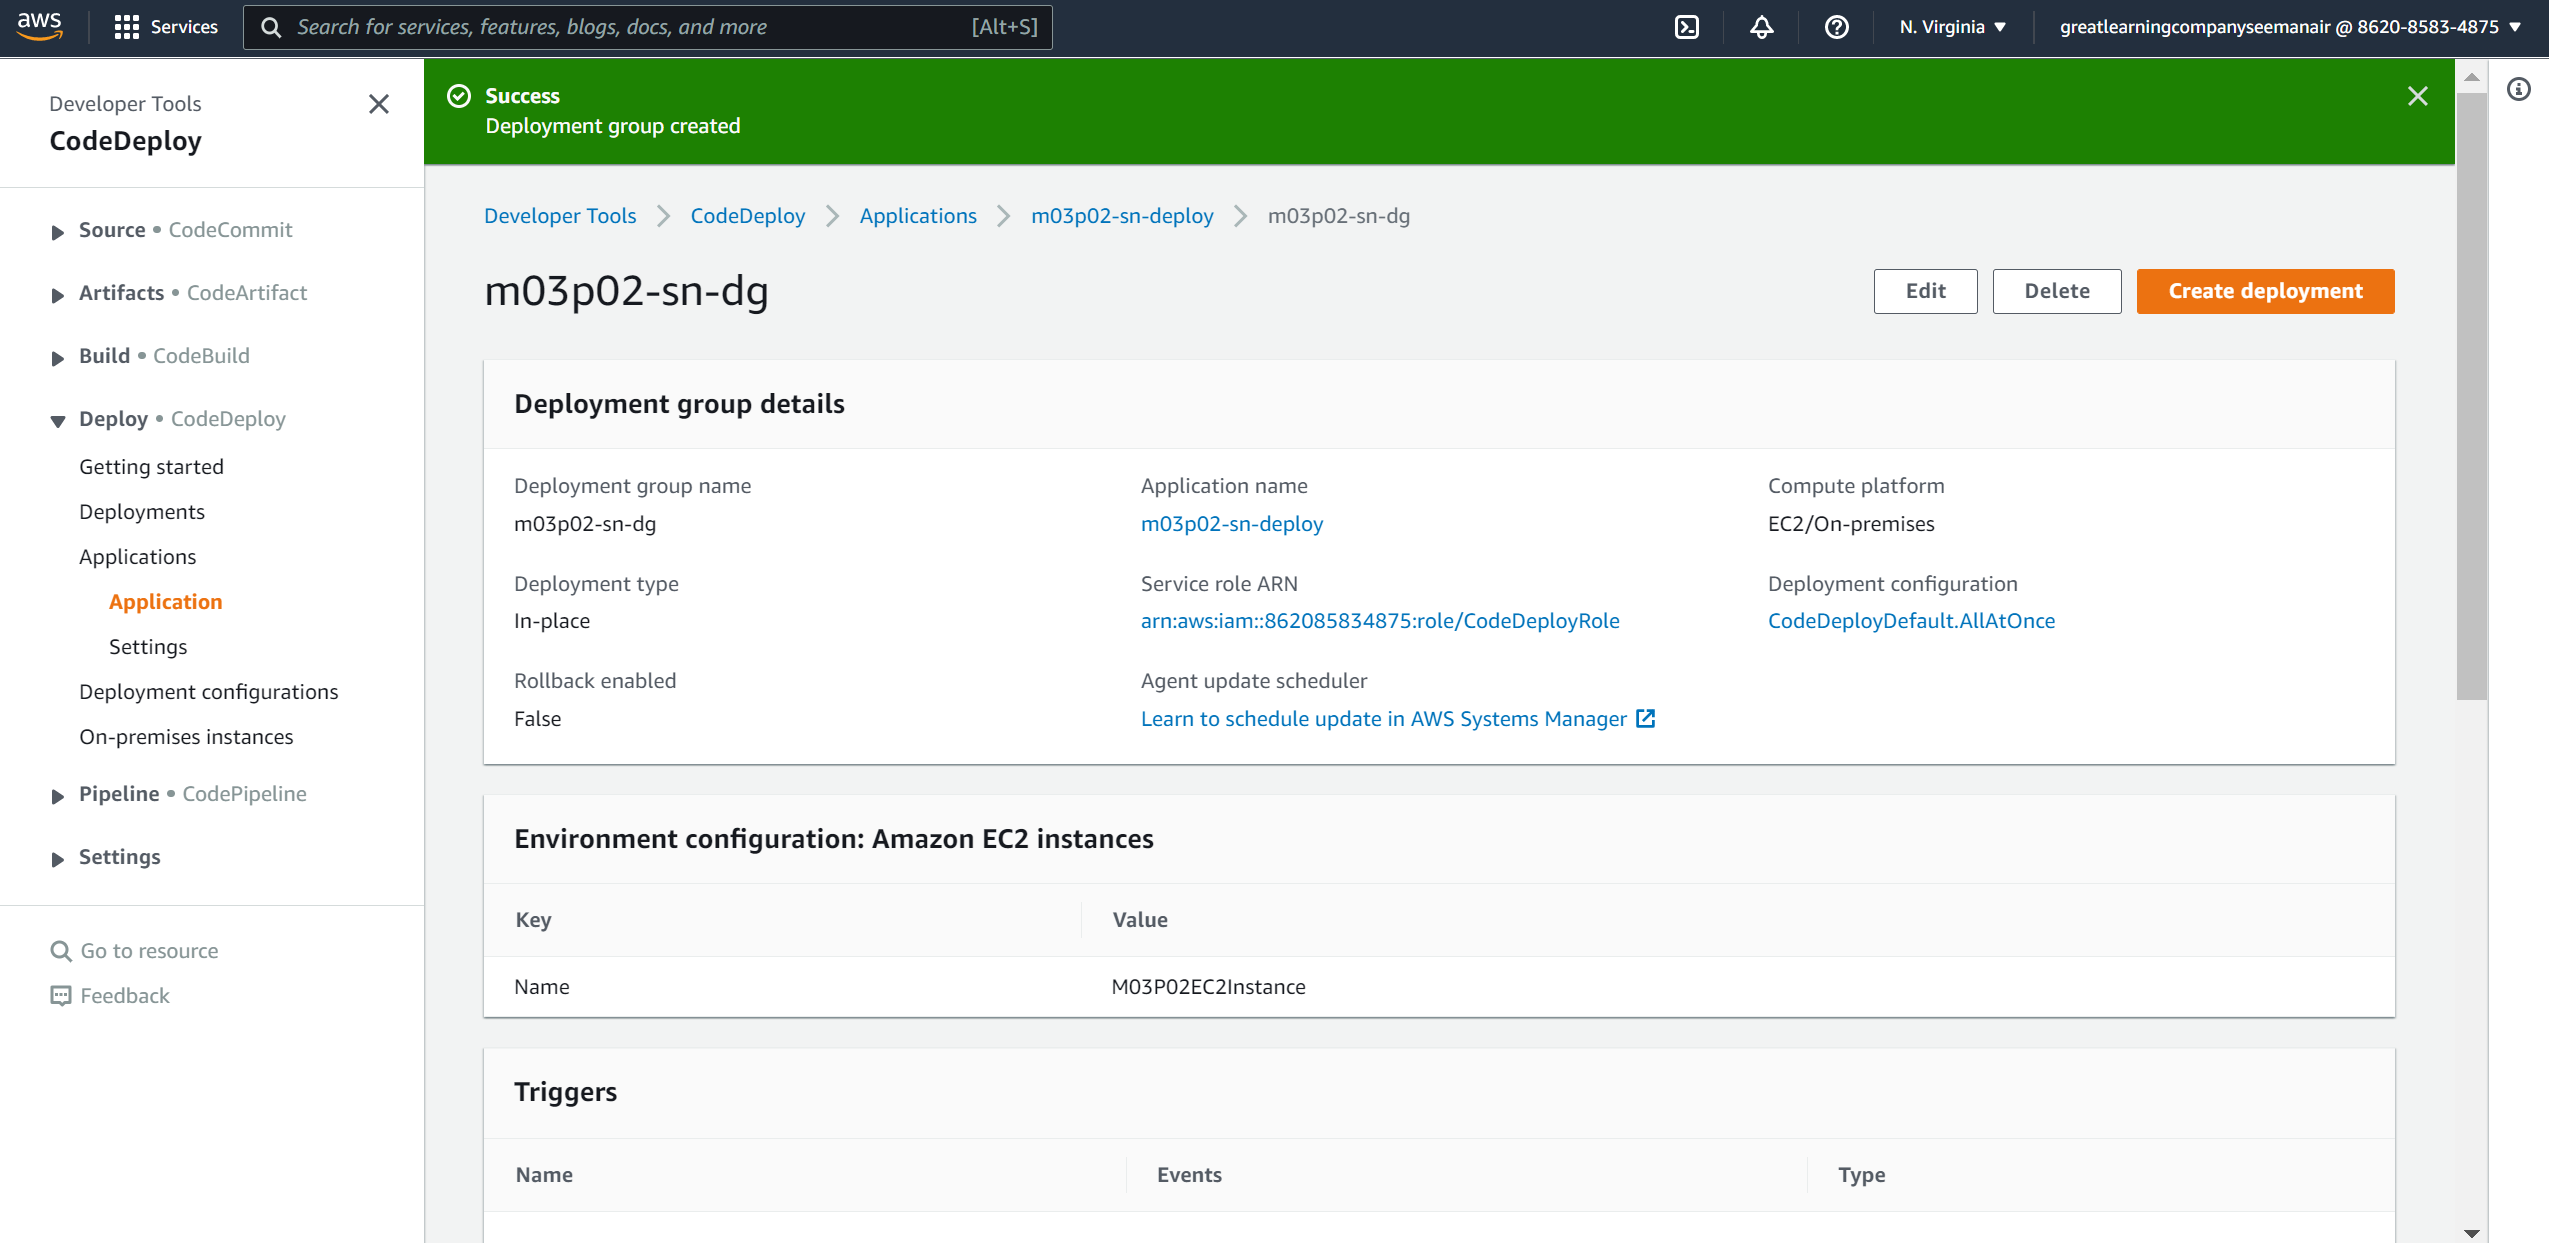 aws
Services
Search for services, features, blogs, docs, and more [Alt+S]
N. Virginia ▼
greatlearningcompanyseemanair @ 8620-8583-4875 ▼
Developer Tools
CodeDeploy
Source • CodeCommit
Artifacts • CodeArtifact
Build • CodeBuild
Deploy • CodeDeploy
Getting started
Deployments
Applications
Application
Settings
Deployment configurations
On-premises instances
Pipeline • CodePipeline
Settings
Go to resource
Feedback
Success
Deployment group created
Developer Tools > CodeDeploy > Applications > m03p02-sn-deploy > m03p02-sn-dg
m03p02-sn-dg
Edit
Delete
Create deployment
Deployment group details
Deployment group name
m03p02-sn-dg
Application name
m03p02-sn-deploy
Compute platform
EC2/On-premises
Deployment type
In-place
Service role ARN
arn:aws:iam::862085834875:role/CodeDeployRole
Deployment configuration
CodeDeployDefault.AllAtOnce
Rollback enabled
False
Agent update scheduler
Learn to schedule update in AWS Systems Manager
Environment configuration: Amazon EC2 instances
Key Value
Name M03P02EC2Instance
Triggers
Name Events Type